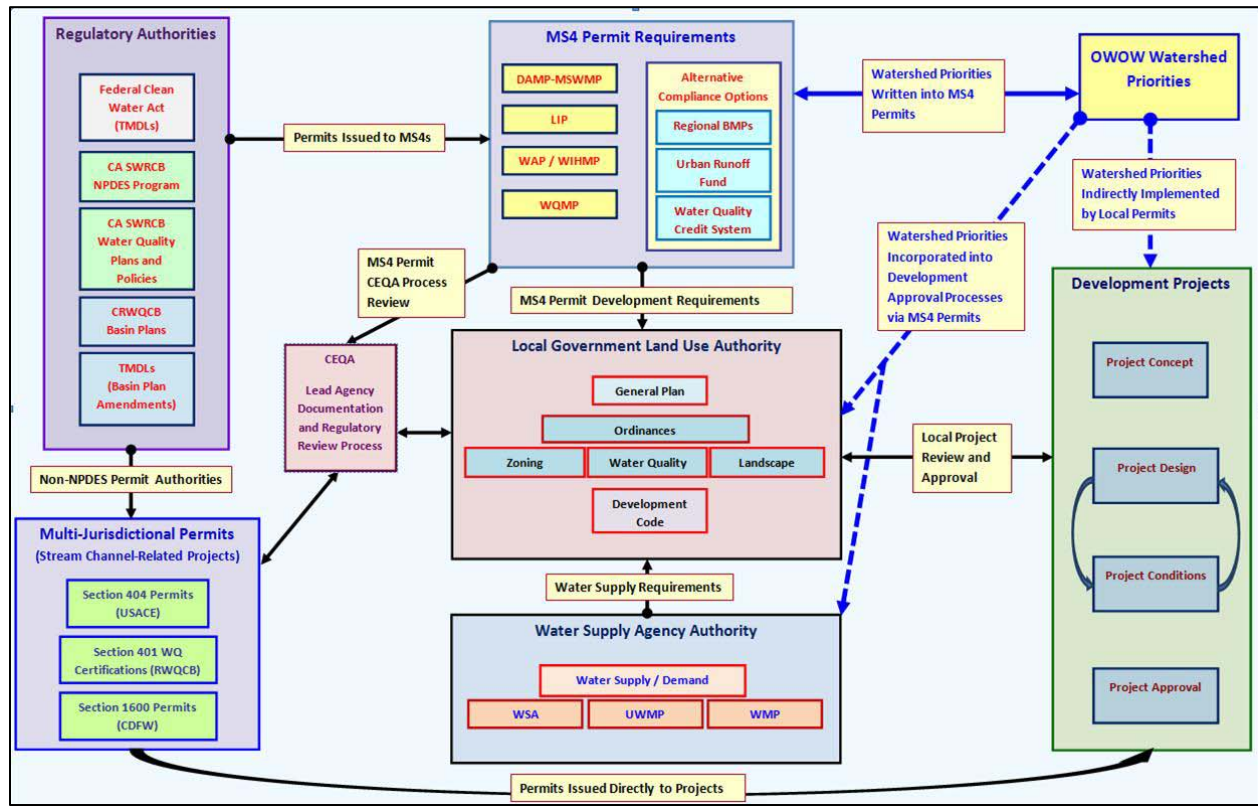 Regulatory Authorities
Federal Clean
Water Act
(TMDLs)
CA SWRCB
NPDES Program
CA SWRCB
Water Quality
Plans and
Policies
CRWQCB
Basin Plans
TMDLs
(Basin Plan
Amendments)
Permits Issued to MS4s
MS4 Permit Requirements
DAMP-MSWMP
LIP
WAP / WIHMP
WQMP
Alternative
Compliance Options
Regional BMPs
Urban Runoff
Fund
Water Quality
Credit System
Watershed Priorities
Written into MS4
Permits
OWOW Watershed
Priorities
Watershed Priorities
Indirectly Implemented
by Local Permits
Watershed Priorities
Incorporated into
Development
Approval Processes
via MS4 Permits
MS4 Permit
CEQA Process
Review
MS4 Permit Development Requirements
CEQA
Lead Agency
Documentation
and Regulatory
Review Process
Local Government Land Use Authority
General Plan
Ordinances
Zoning
Water Quality
Landscape
Development
Code
Local Project
Review and
Approval
Development Projects
Project Concept
Project Design
Project Conditions
Project Approval
Non-NPDES Permit Authorities
Multi-Jurisdictional Permits
(Stream Channel-Related Projects)
Section 404 Permits
(USACE)
Section 401 WQ
Certifications (RWQCB)
Section 1600 Permits
(CDFW)
Water Supply Requirements
Water Supply Agency Authority
Water Supply / Demand
WSA
UWMP
WMP
Permits Issued Directly to Projects